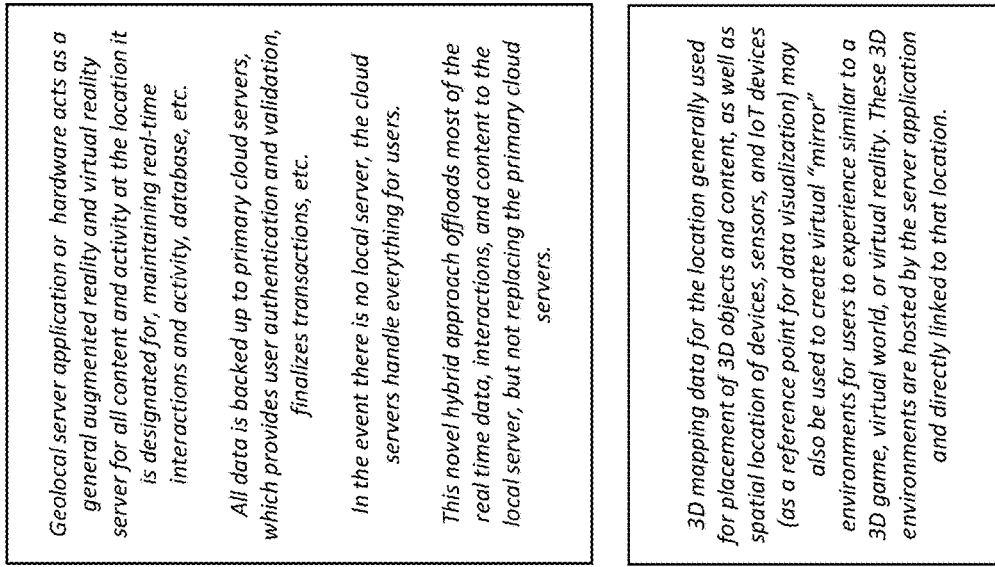 Geolocal server application or hardware acts as a
general augmented reality and virtual reality
server for all content and activity at the location it
is designated for, maintaining real-time
interactions and activity, database, etc.
All data is backed up to primary cloud servers,
which provides user authentication and validation,
finalizes transactions, etc.
In the event there is no local server, the cloud
servers handle everything for users.
This novel hybrid approach offloads most of the
real time data, interactions, and content to the
local server, but not replacing the primary cloud
servers.
3D mapping data for the location generally used
for placement of 3D objects and content, as well as
spatial location of devices, sensors, and IoT devices
(as a reference point for data visualization) may
also be used to create virtual “mirror”
environments for users to experience similar to a
3D game, virtual world, or virtual reality. These 3D
environments are hosted by the server application
and directly linked to that location.